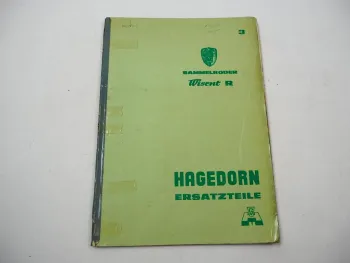 3
SAMMELRODER
Wisent R
HAGEDORN
ERSATZTEILE